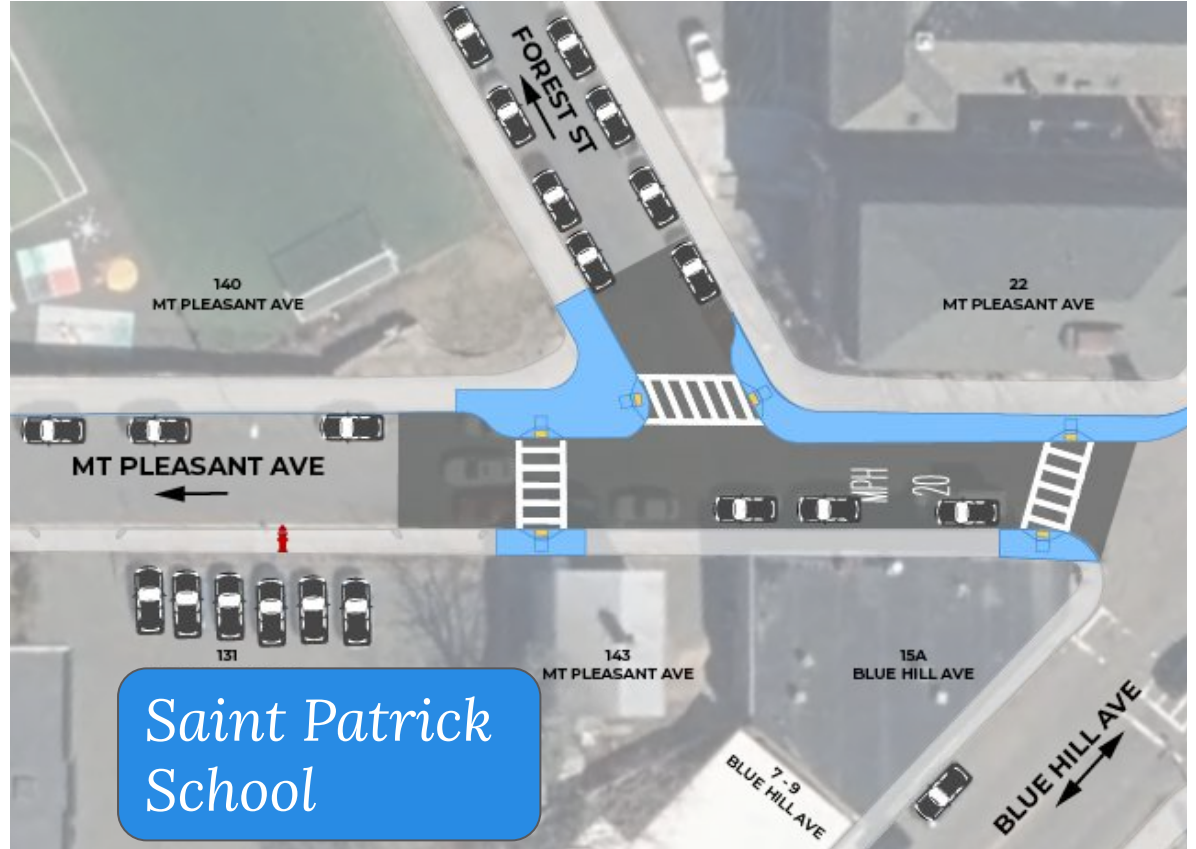 FOREST ST
140
MT PLEASANT AVE
22
MT PLEASANT AVE
MT PLEASANT AVE
MPH
20
131
143
MT PLEASANT AVE
15A
BLUE HILL AVE
Saint Patrick
School
7 - 9
BLUE HILL AVE
BLUE HILL AVE